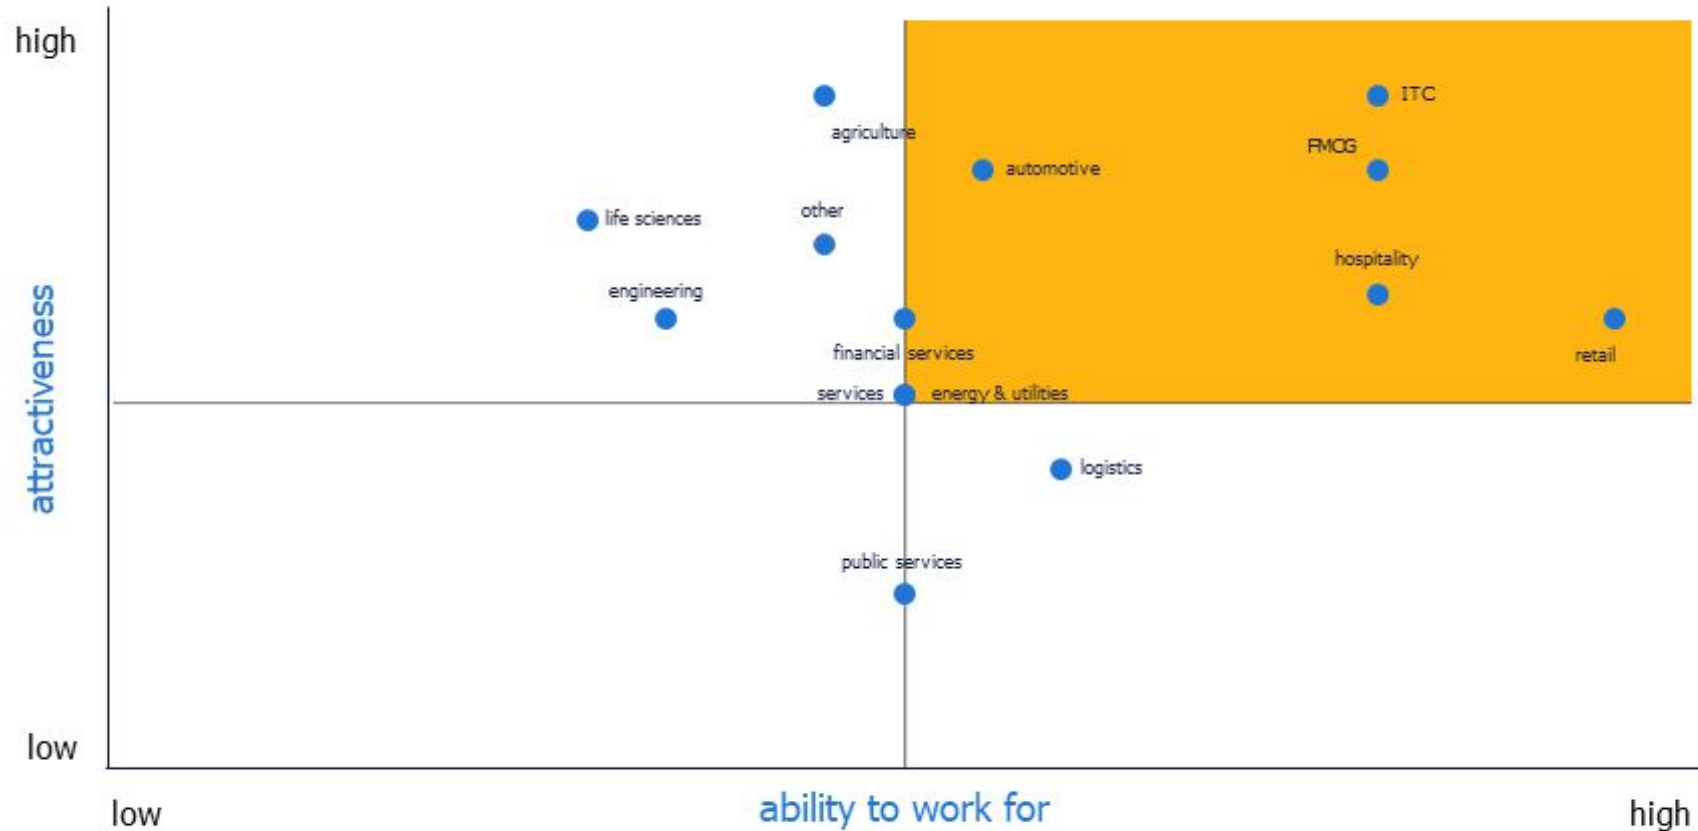 high
ITC
agriculture
FMCG
automotive
other
life sciences
hospitality
engineering
financial services
retail
services
energy & utilities
attractiveness
logistics
public services
low
low
ability to work for
high